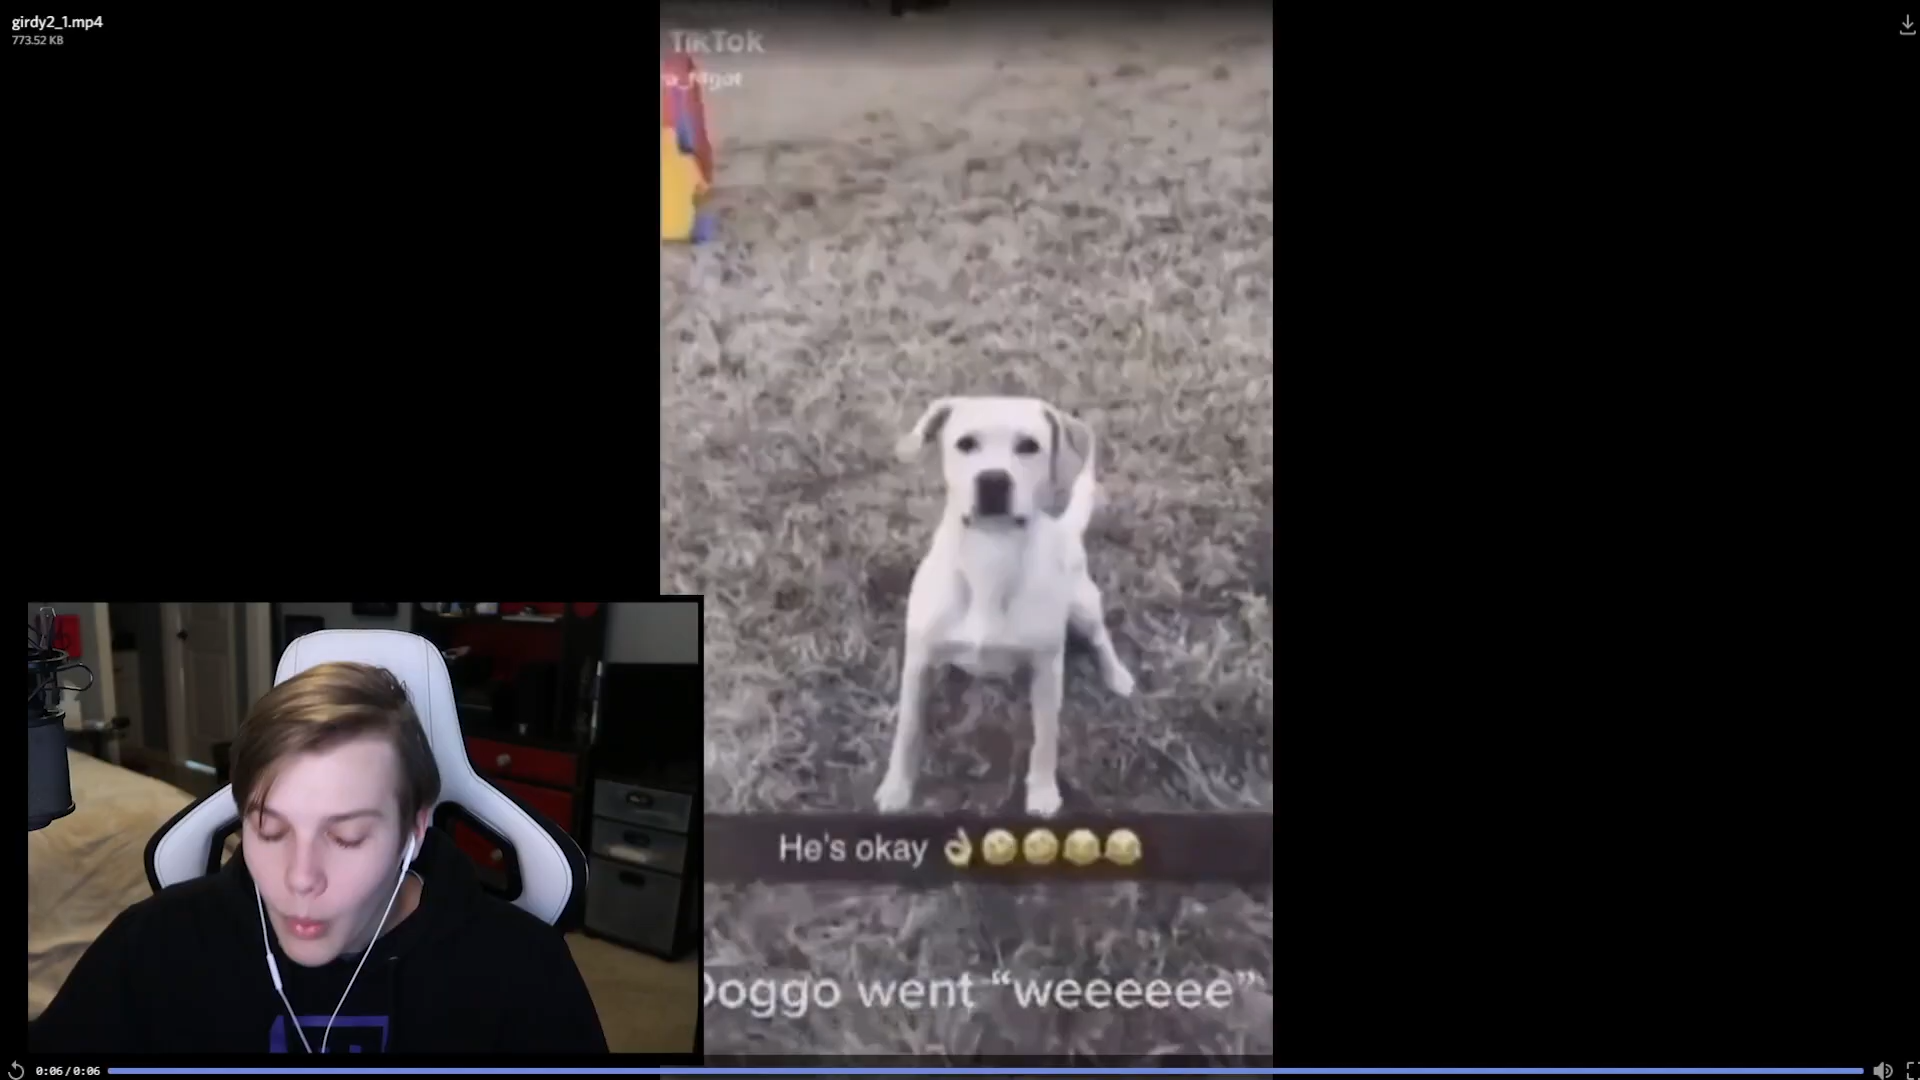 girdy2_1.mp4
773.52 KB
TikTok
He's okay 👌
Doggo went “weeeeee”
0:06/0:06